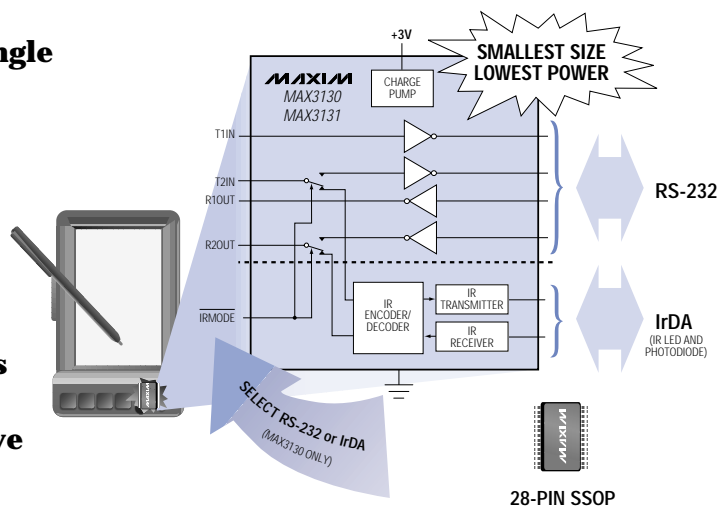 ngle
s
ve
+3V
SMALLEST SIZE
LOWEST POWER
MAXIM
MAX3130
MAX3131
CHARGE
PUMP
T1IN
T2IN
R1OUT
R2OUT
IRMODE
IR
ENCODER/
DECODER
IR
TRANSMITTER
IR
RECEIVER
RS-232
IrDA
(IR LED AND
PHOTODIODE)
MAXIM
SELECT RS-232 or IrDA
(MAX3130 ONLY)
MAXIM
28-PIN SSOP